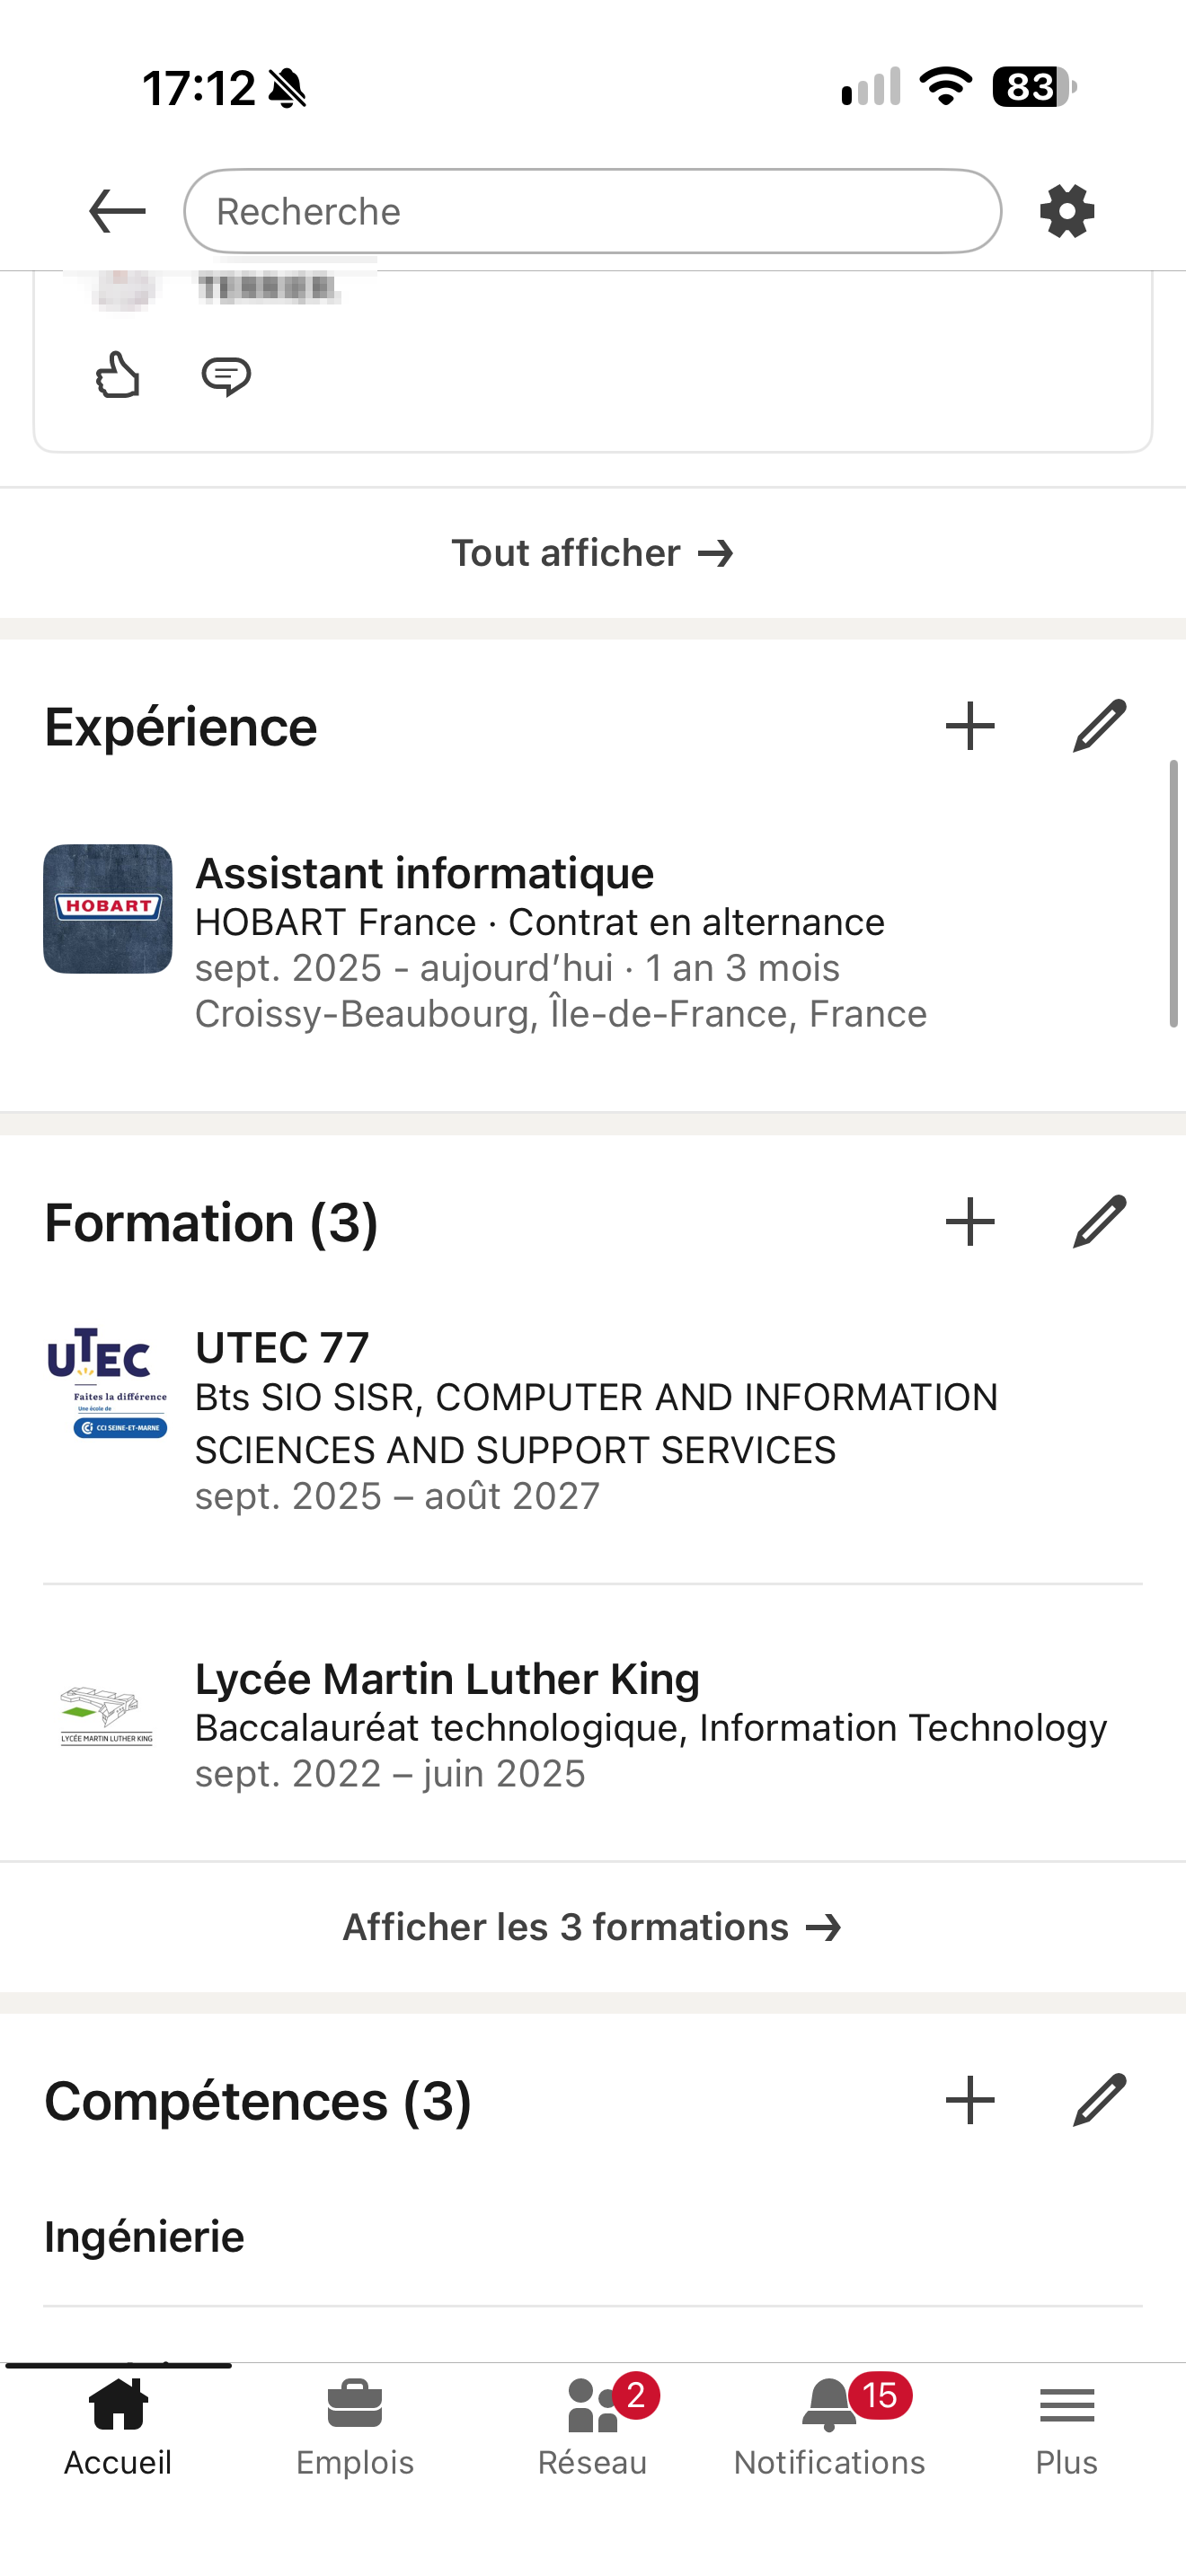 17:12
83
Recherche
Tout afficher →
Expérience
HOBART
Assistant informatique
HOBART France · Contrat en alternance
sept. 2025 - aujourd’hui · 1 an 3 mois
Croissy-Beaubourg, Île-de-France, France
Formation (3)
UTEC
Faites la différence
Une école de
CCI SEINE-ET-MARNE
UTEC 77
Bts SIO SISR, COMPUTER AND INFORMATION
SCIENCES AND SUPPORT SERVICES
sept. 2025 – août 2027
LYCÉE MARTIN LUTHER KING
Lycée Martin Luther King
Baccalauréat technologique, Information Technology
sept. 2022 – juin 2025
Afficher les 3 formations →
Compétences (3)
Ingénierie
2
15
Accueil
Emplois
Réseau
Notifications
Plus